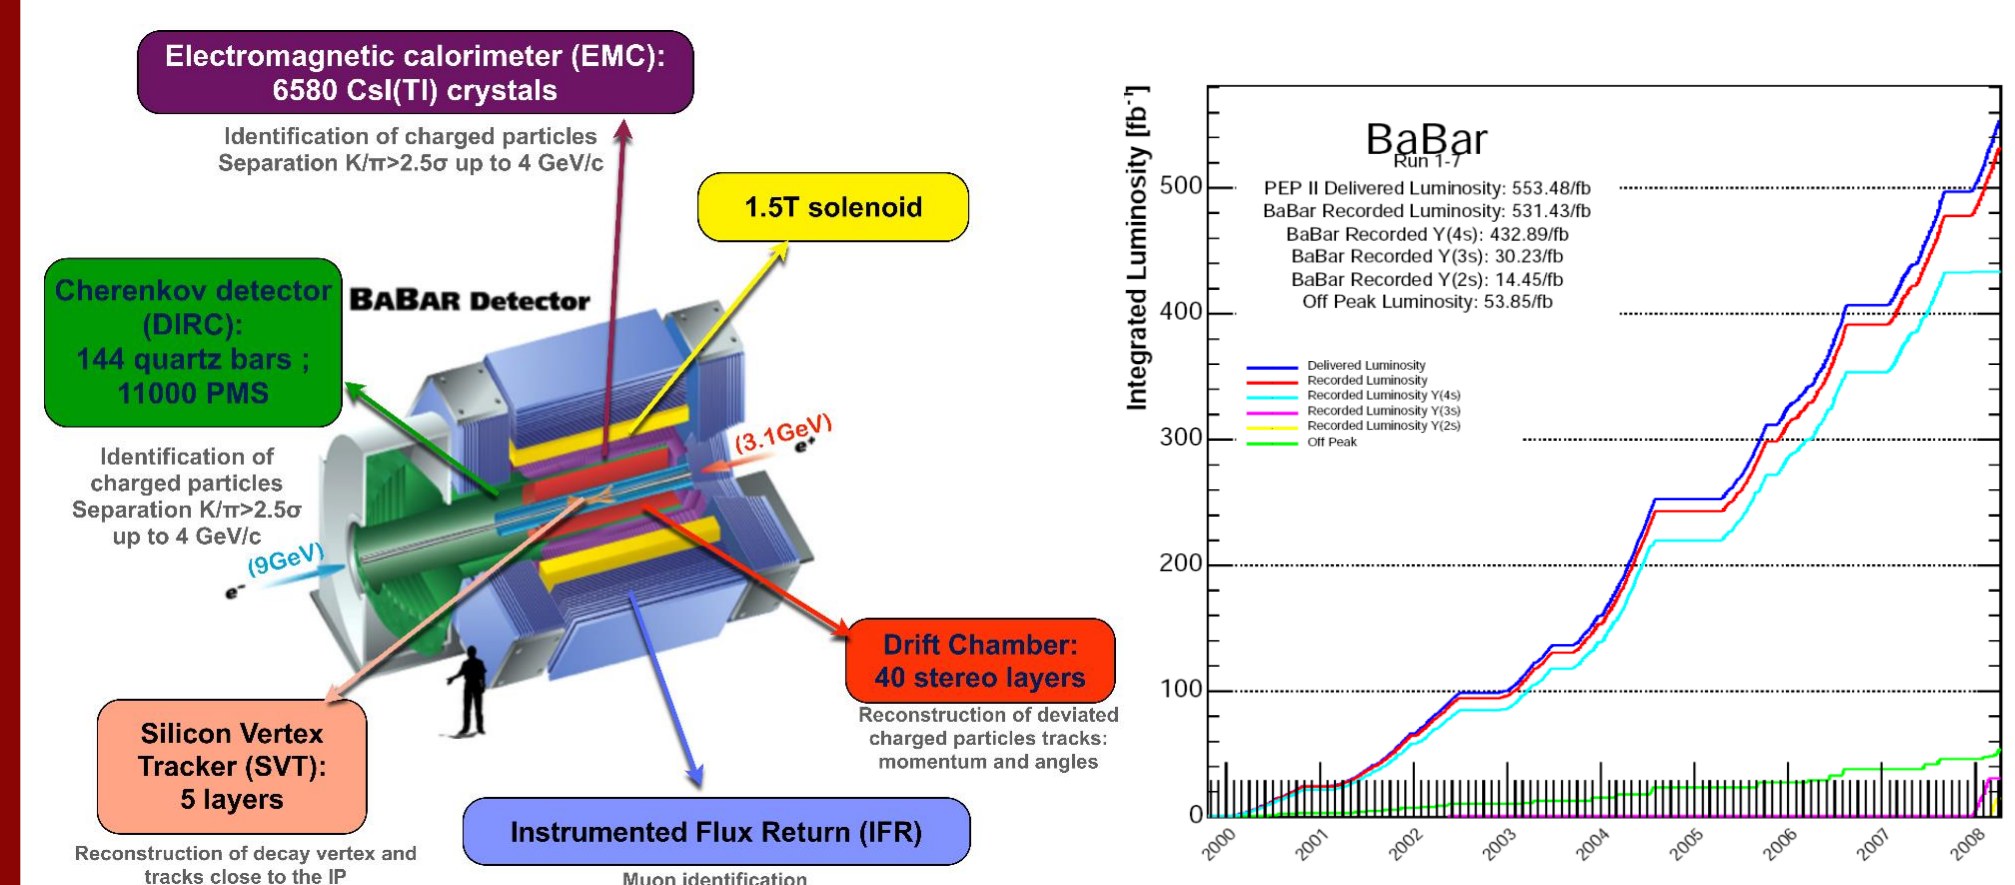 Electromagnetic calorimeter (EMC):
6580 CsI(Tl) crystals
Identification of charged particles
Separation K/π>2.5σ up to 4 GeV/c
1.5T solenoid
Cherenkov detector
(DIRC):
144 quartz bars ;
11000 PMS
BABAR Detector
Identification of
charged particles
Separation K/π>2.5σ
up to 4 GeV/c
(3.1GeV)
e+
(9GeV)
e-
Drift Chamber:
40 stereo layers
Reconstruction of deviated
charged particles tracks:
momentum and angles
Silicon Vertex
Tracker (SVT):
5 layers
Reconstruction of decay vertex and
tracks close to the IP
Instrumented Flux Return (IFR)
Muon identification
Integrated Luminosity [fb⁻¹]
BaBar
Run 1-7
PEP II Delivered Luminosity: 553.48/fb
BaBar Recorded Luminosity: 531.43/fb
BaBar Recorded Y(4s): 432.89/fb
BaBar Recorded Y(3s): 30.23/fb
BaBar Recorded Y(2s): 14.45/fb
Off Peak Luminosity: 53.85/fb
Delivered Luminosity
Recorded Luminosity
Recorded Luminosity Y(4s)
Recorded Luminosity Y(3s)
Recorded Luminosity Y(2s)
Off Peak
500
400
300
200
100
0
2000 2001 2002 2003 2004 2005 2006 2007 2008